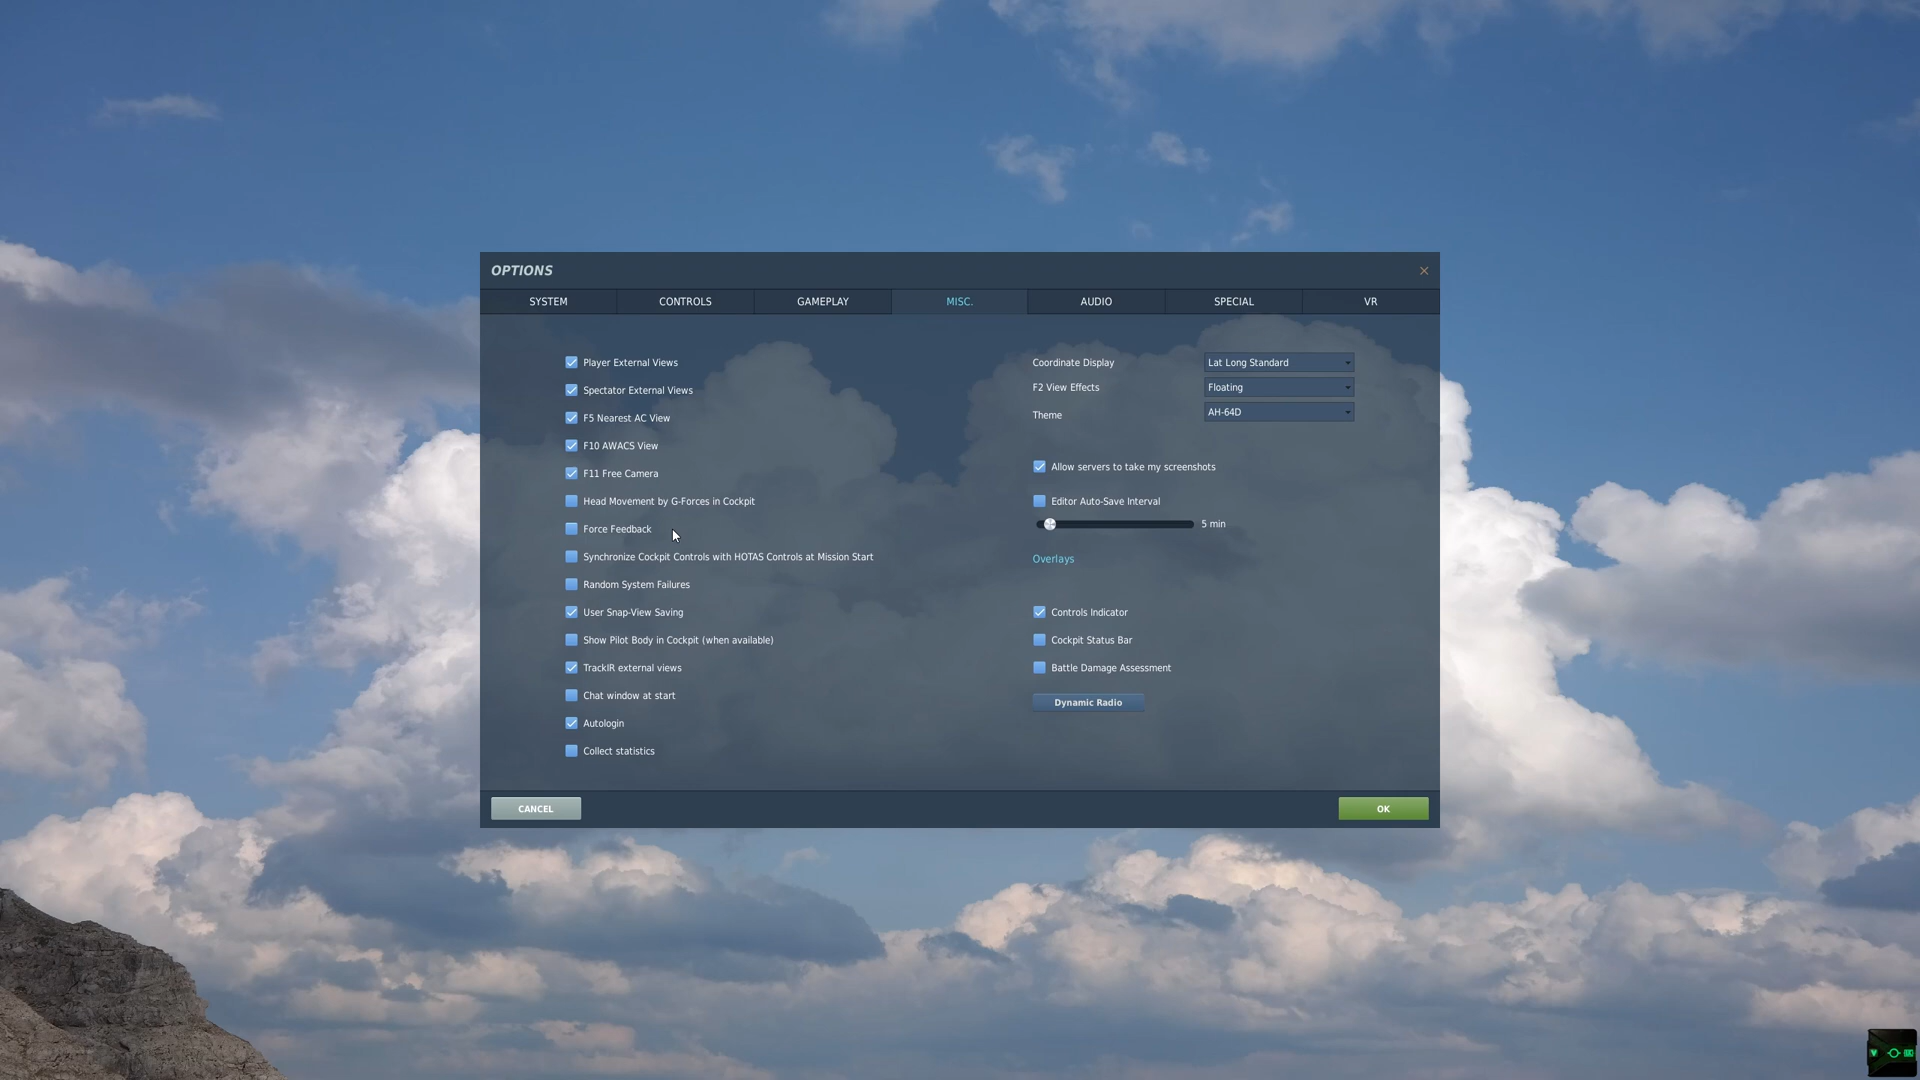 OPTIONS
SYSTEM
CONTROLS
GAMEPLAY
MISC.
AUDIO
SPECIAL
VR
Player External Views
Spectator External Views
F5 Nearest AC View
F10 AWACS View
F11 Free Camera
Head Movement by G-Forces in Cockpit
Force Feedback
Synchronize Cockpit Controls with HOTAS Controls at Mission Start
Random System Failures
User Snap-View Saving
Show Pilot Body in Cockpit (when available)
TrackIR external views
Chat window at start
Autologin
Collect statistics
Coordinate Display
Lat Long Standard
F2 View Effects
Floating
Theme
AH-64D
Allow servers to take my screenshots
Editor Auto-Save Interval
5 min
Overlays
Controls Indicator
Cockpit Status Bar
Battle Damage Assessment
Dynamic Radio
CANCEL
OK